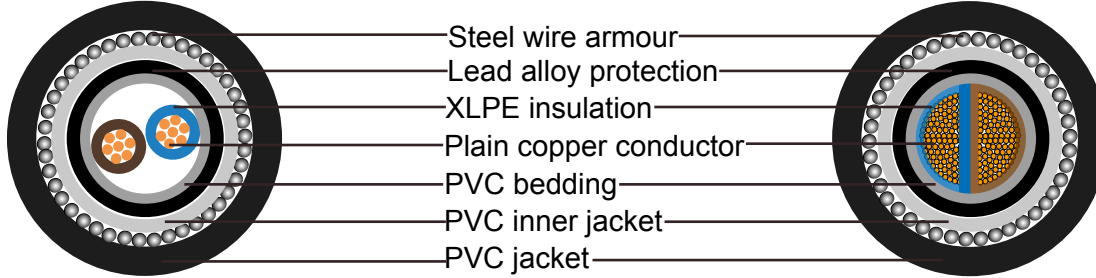 Steel wire armour
Lead alloy protection
XLPE insulation
Plain copper conductor
PVC bedding
PVC inner jacket
PVC jacket